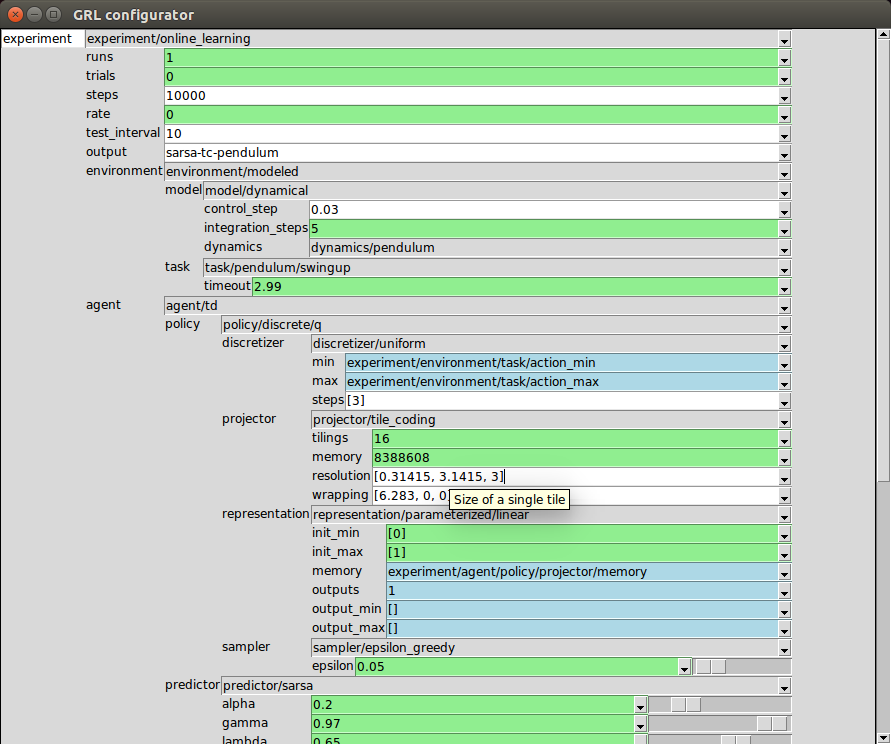 GRL configurator
experiment experiment/online_learning
runs 1
trials 0
steps 10000
rate 0
test_interval 10
output sarsa-tc-pendulum
environment environment/modeled
model model/dynamical
control_step 0.03
integration_steps 5
dynamics dynamics/pendulum
task task/pendulum/swingup
timeout 2.99
agent agent/td
policy policy/discrete/q
discretizer discretizer/uniform
min experiment/environment/task/action_min
max experiment/environment/task/action_max
steps [3]
projector projector/tile_coding
tilings 16
memory 8388608
resolution [0.31415, 3.1415, 3]
wrapping [6.283, 0, 0
Size of a single tile
representation representation/parameterized/linear
init_min [0]
init_max [1]
memory experiment/agent/policy/projector/memory
outputs 1
output_min []
output_max []
sampler sampler/epsilon_greedy
epsilon 0.05
predictor predictor/sarsa
alpha 0.2
gamma 0.97
lambda 0.65